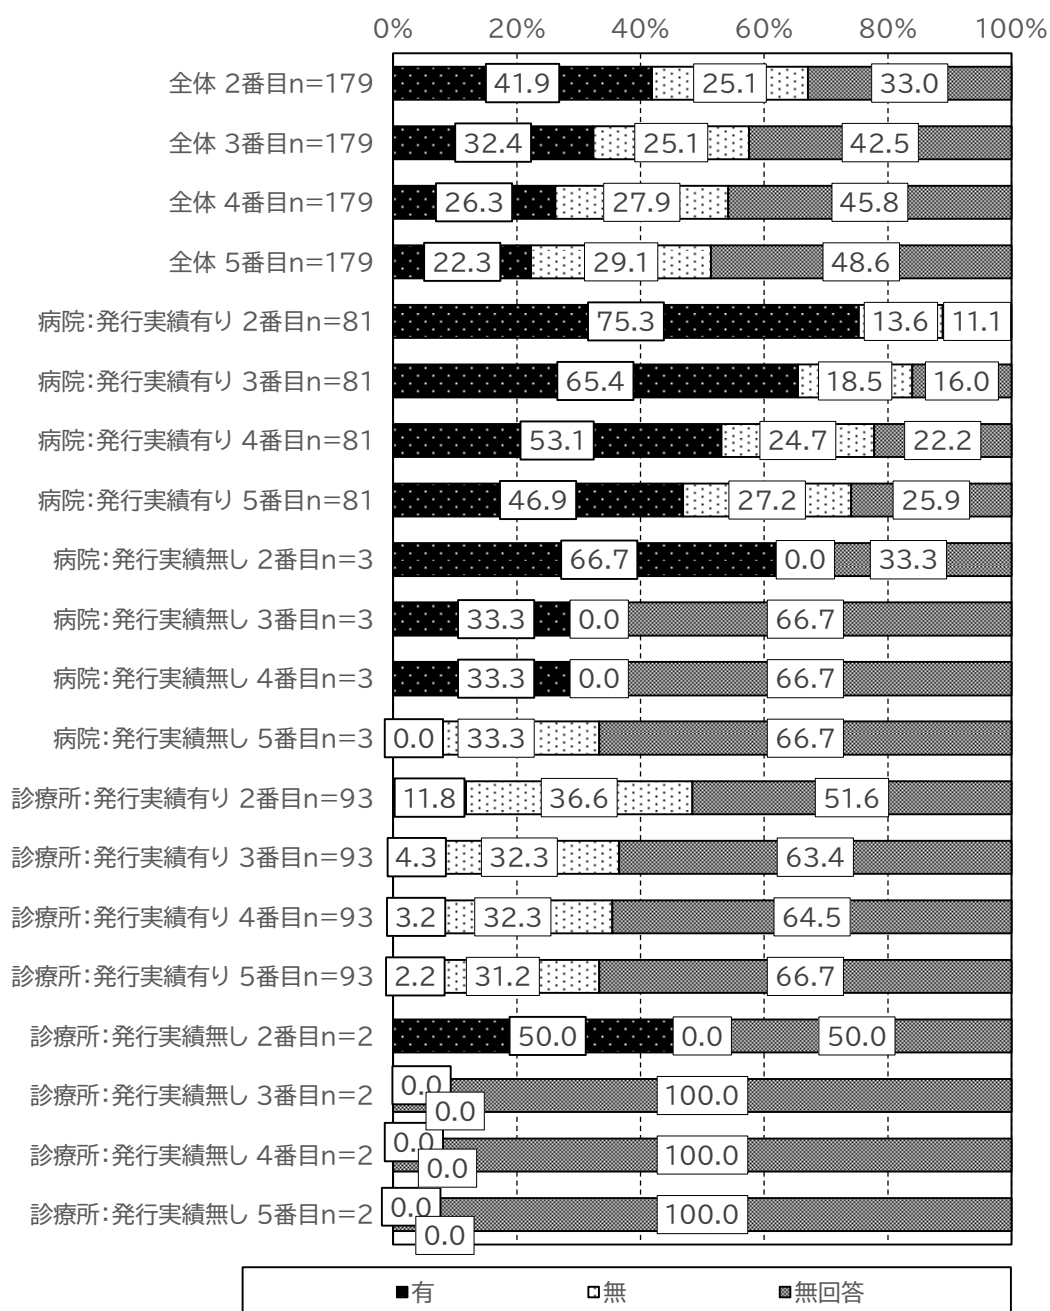 0% 20% 40% 60% 80% 100%
全体 2番目n=179 41.9 25.1 33.0
全体 3番目n=179 32.4 25.1 42.5
全体 4番目n=179 26.3 27.9 45.8
全体 5番目n=179 22.3 29.1 48.6
病院:発行実績有り 2番目n=81 75.3 13.6 11.1
病院:発行実績有り 3番目n=81 65.4 18.5 16.0
病院:発行実績有り 4番目n=81 53.1 24.7 22.2
病院:発行実績有り 5番目n=81 46.9 27.2 25.9
病院:発行実績無し 2番目n=3 66.7 0.0 33.3
病院:発行実績無し 3番目n=3 33.3 0.0 66.7
病院:発行実績無し 4番目n=3 33.3 0.0 66.7
病院:発行実績無し 5番目n=3 0.0 33.3 66.7
診療所:発行実績有り 2番目n=93 11.8 36.6 51.6
診療所:発行実績有り 3番目n=93 4.3 32.3 63.4
診療所:発行実績有り 4番目n=93 3.2 32.3 64.5
診療所:発行実績有り 5番目n=93 2.2 31.2 66.7
診療所:発行実績無し 2番目n=2 50.0 0.0 50.0
診療所:発行実績無し 3番目n=2 0.0 0.0 100.0
診療所:発行実績無し 4番目n=2 0.0 0.0 100.0
診療所:発行実績無し 5番目n=2 0.0 0.0 100.0
有 無 無回答